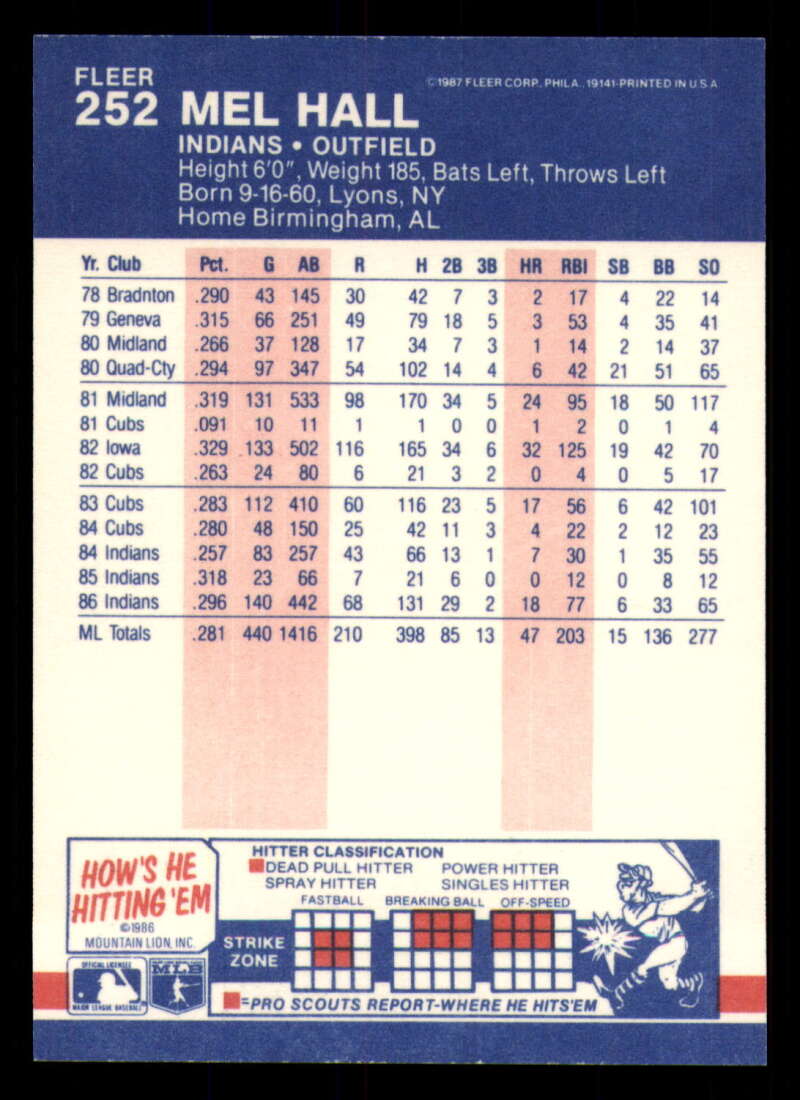 FLEER
©1987 FLEER CORP. PHILA., 19141-PRINTED IN U.S.A
252 MEL HALL
INDIANS • OUTFIELD
Height 6'0", Weight 185, Bats Left, Throws Left
Born 9-16-60, Lyons, NY
Home Birmingham, AL
Yr. Club Pct. G AB R H 2B 3B HR RBI SB BB SO
78 Bradnton .290 43 145 30 42 7 3 2 17 4 22 14
79 Geneva .315 66 251 49 79 18 5 3 53 4 35 41
80 Midland .266 37 128 17 34 7 3 1 14 2 14 37
80 Quad-Cty .294 97 347 54 102 14 4 6 42 21 51 65
81 Midland .319 131 533 98 170 34 5 24 95 18 50 117
81 Cubs .091 10 11 1 1 0 0 1 2 0 1 4
82 Iowa .329 133 502 116 165 34 6 32 125 19 42 70
82 Cubs .263 24 80 6 21 3 2 0 4 0 5 17
83 Cubs .283 112 410 60 116 23 5 17 56 6 42 101
84 Cubs .280 48 150 25 42 11 3 4 22 2 12 23
84 Indians .257 83 257 43 66 13 1 7 30 1 35 55
85 Indians .318 23 66 7 21 6 0 0 12 0 8 12
86 Indians .296 140 442 68 131 29 2 18 77 6 33 65
ML Totals .281 440 1416 210 398 85 13 47 203 15 136 277
HOW'S HE
HITTING 'EM
©1986
MOUNTAIN LION, INC.
HITTER CLASSIFICATION
DEAD PULL HITTER POWER HITTER
SPRAY HITTER SINGLES HITTER
FASTBALL BREAKING BALL OFF-SPEED
STRIKE
ZONE
=PRO SCOUTS REPORT-WHERE HE HITS'EM
OFFICIAL LICENSEE
MAJOR LEAGUE BASEBALL
MLB